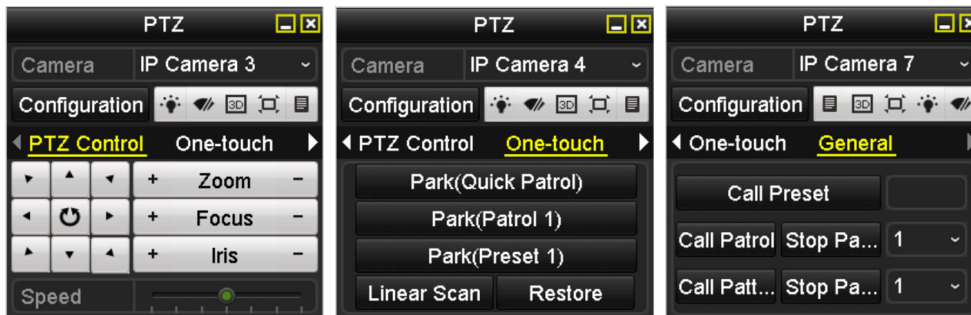 PTZ
Camera IP Camera 3
Configuration 3D
PTZ Control One-touch
+ Zoom -
+ Focus -
+ Iris -
Speed
PTZ
Camera IP Camera 4
Configuration 3D
PTZ Control One-touch
Park(Quick Patrol)
Park(Patrol 1)
Park(Preset 1)
Linear Scan Restore
PTZ
Camera IP Camera 7
Configuration 3D
One-touch General
Call Preset
Call Patrol Stop Pa... 1
Call Patt... Stop Pa... 1